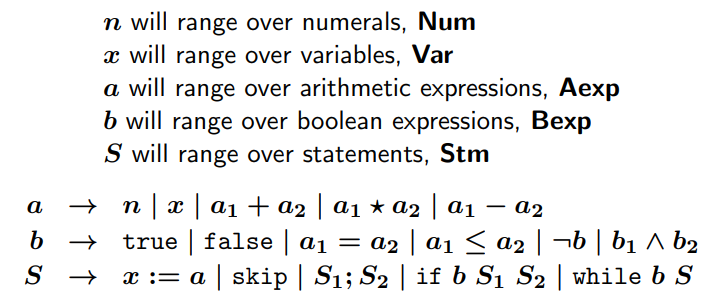 n will range over numerals, Num
x will range over variables, Var
a will range over arithmetic expressions, Aexp
b will range over boolean expressions, Bexp
S will range over statements, Stm
a → n | x | a₁ + a₂ | a₁ ⋆ a₂ | a₁ − a₂
b → true | false | a₁ = a₂ | a₁ ≤ a₂ | ¬b | b₁ ∧ b₂
S → x := a | skip | S₁; S₂ | if b S₁ S₂ | while b S